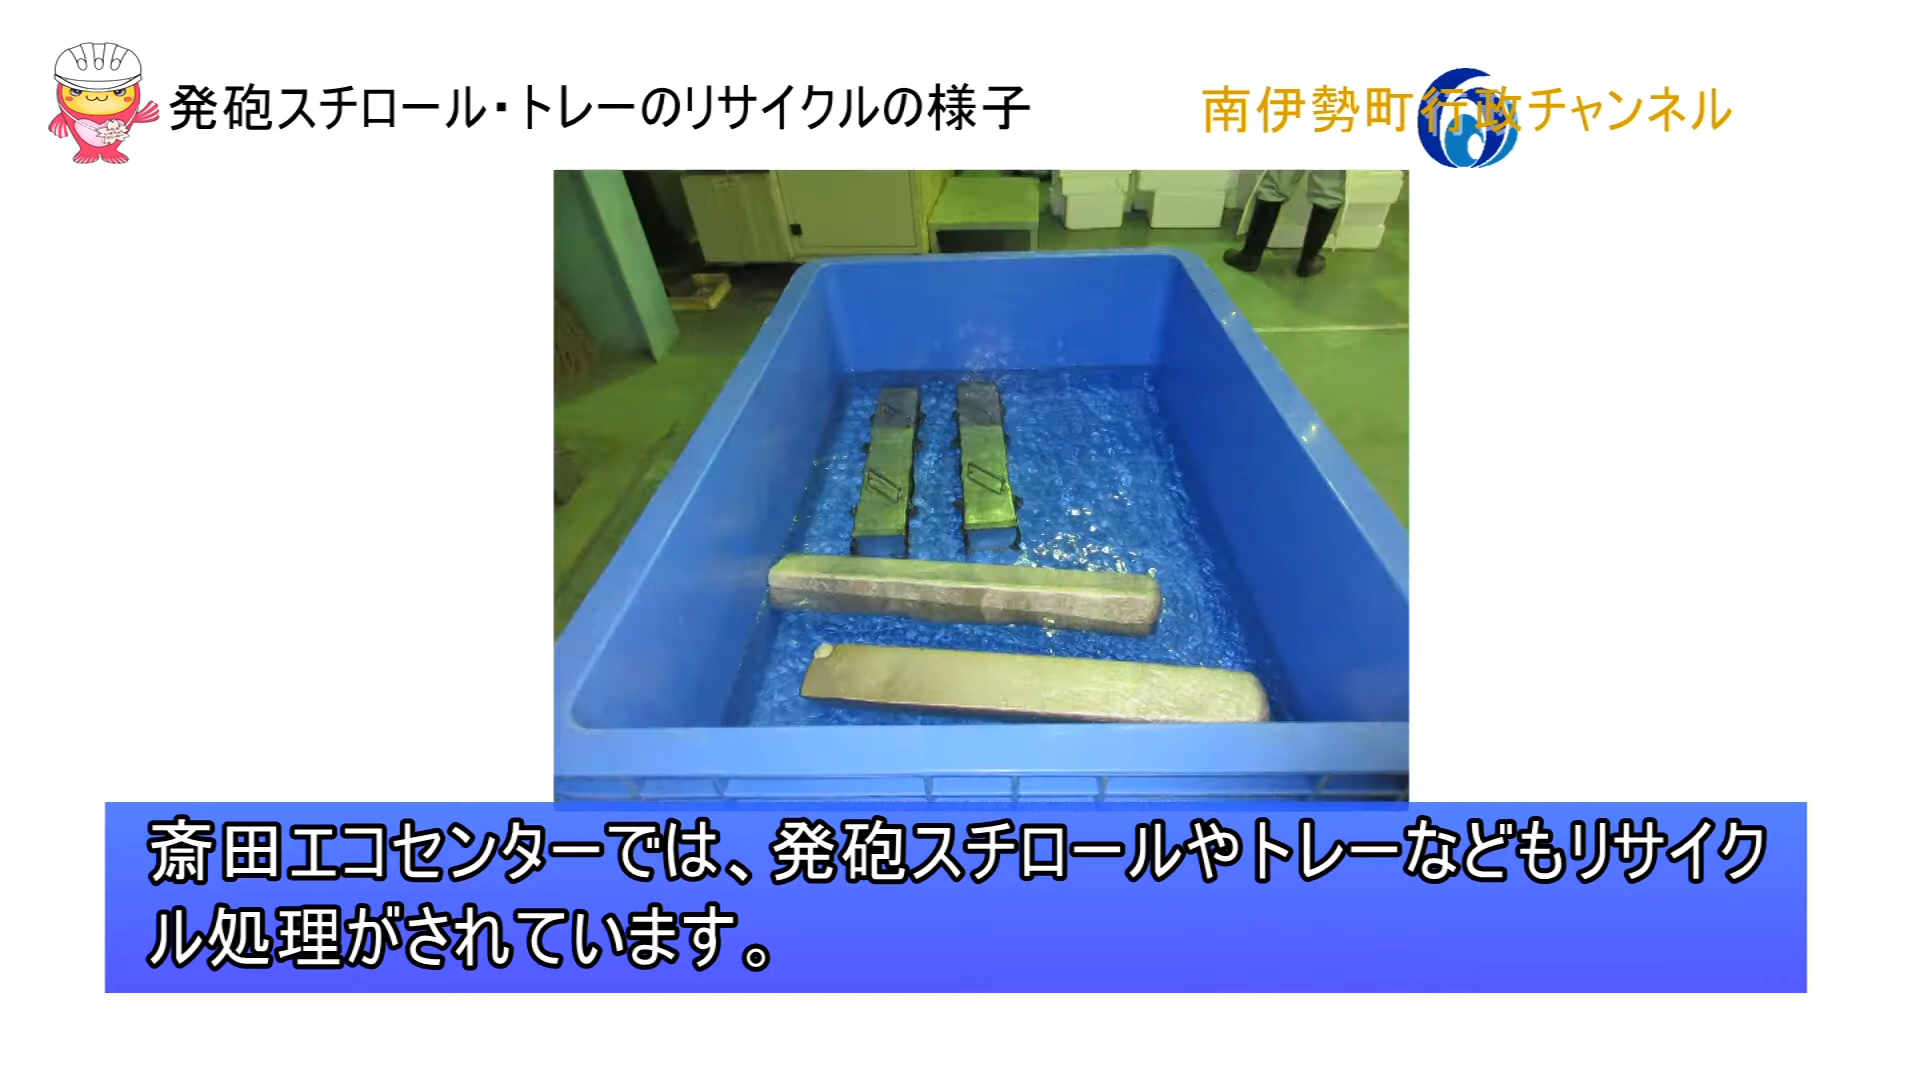 発砲スチロール・トレーのリサイクルの様子
南伊勢町行政チャンネル
斎田エコセンターでは、発砲スチロールやトレーなどもリサイク
ル処理がされています。